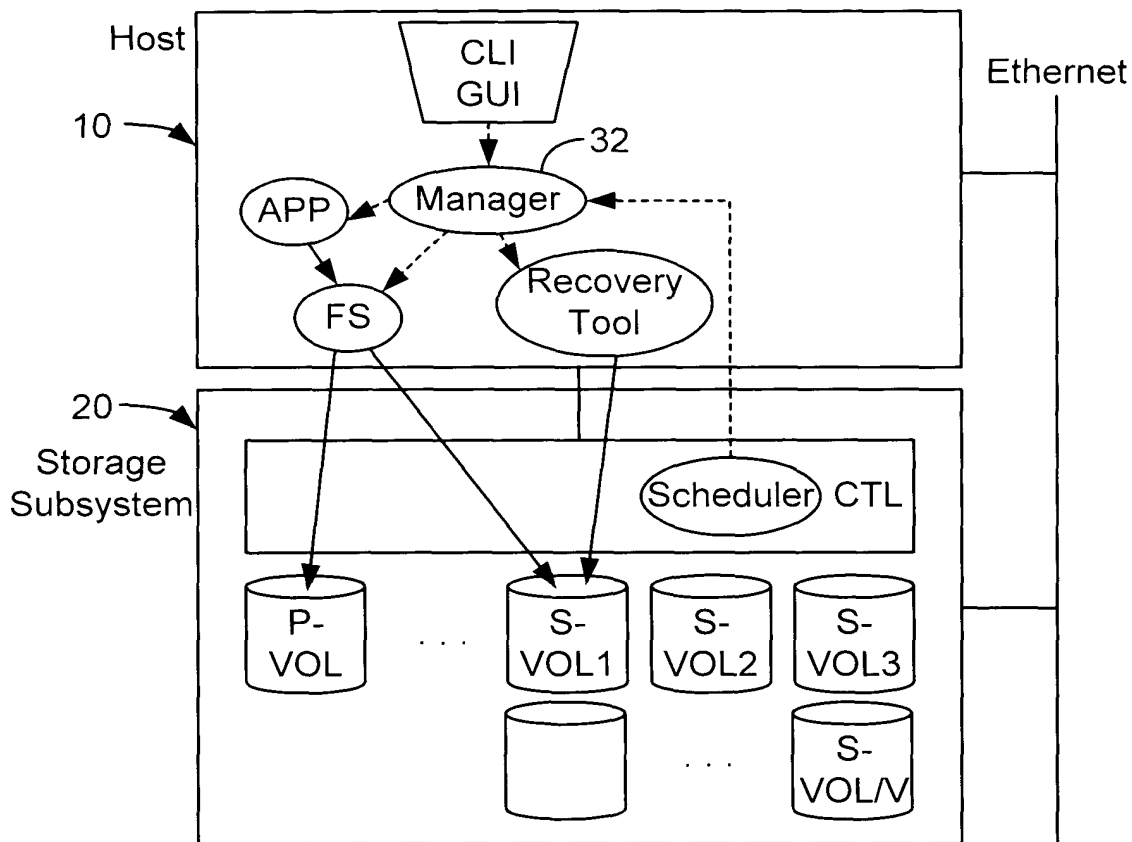 Host
CLI
GUI
Ethernet
10
32
Manager
APP
Recovery
Tool
FS
20
Storage
Subsystem
Scheduler
CTL
P-
VOL
. . .
S-
VOL1
S-
VOL2
S-
VOL3
. . .
S-
VOL/V